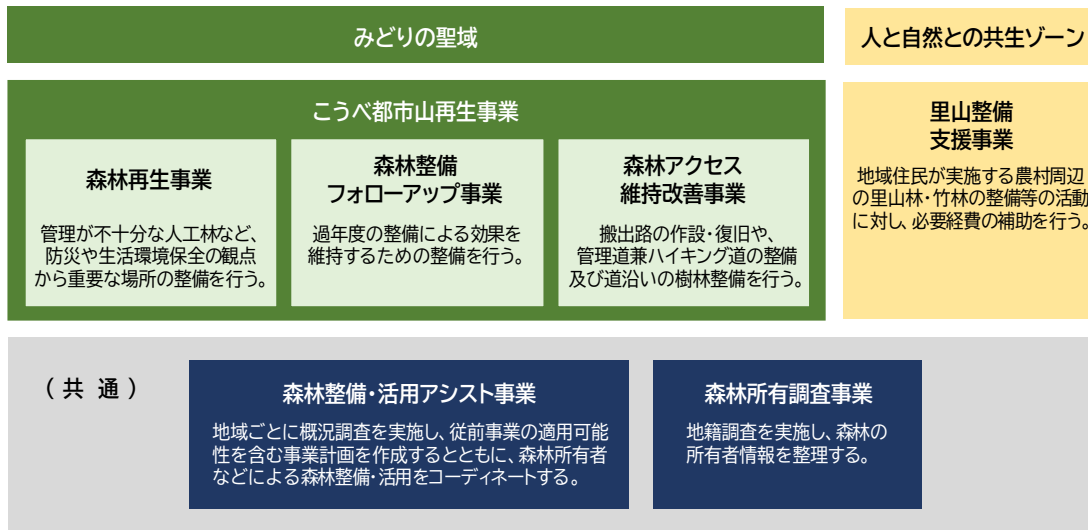 みどりの聖域
人と自然との共生ゾーン
こうべ都市山再生事業
森林再生事業
管理が不十分な人工林など、
防災や生活環境保全の観点
から重要な場所の整備を行う。
森林整備
フォローアップ事業
過年度の整備による効果を
維持するための整備を行う。
森林アクセス
維持改善事業
搬出路の作設・復旧や、
管理道兼ハイキング道の整備
及び道沿いの樹林整備を行う。
里山整備
支援事業
地域住民が実施する農村周辺
の里山林・竹林の整備等の活動
に対し、必要経費の補助を行う。
（共 通）
森林整備・活用アシスト事業
地域ごとに概況調査を実施し、従前事業の適用可能
性を含む事業計画を作成するとともに、森林所有者
などによる森林整備・活用をコーディネートする。
森林所有調査事業
地籍調査を実施し、森林の
所有者情報を整理する。